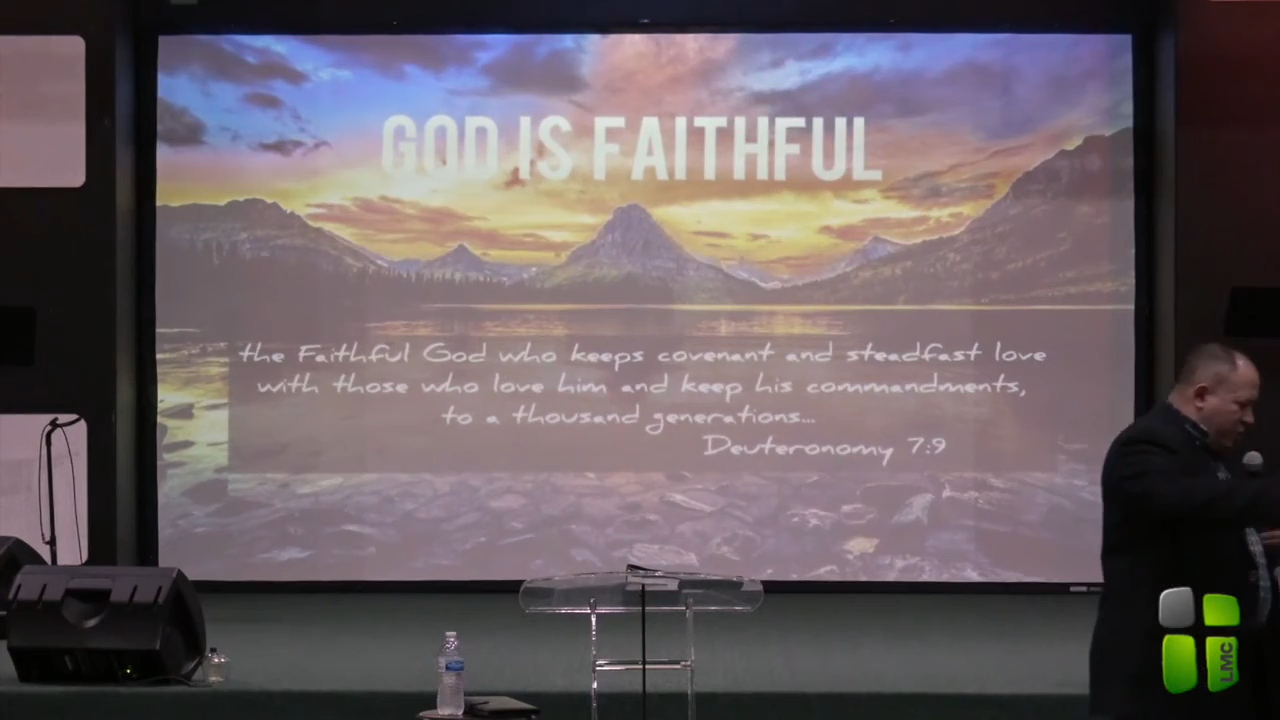 GOD IS FAITHFUL
the Faithful God who keeps covenant and steadfast love
with those who love him and keep his commandments,
to a thousand generations...
Deuteronomy 7:9
LMC